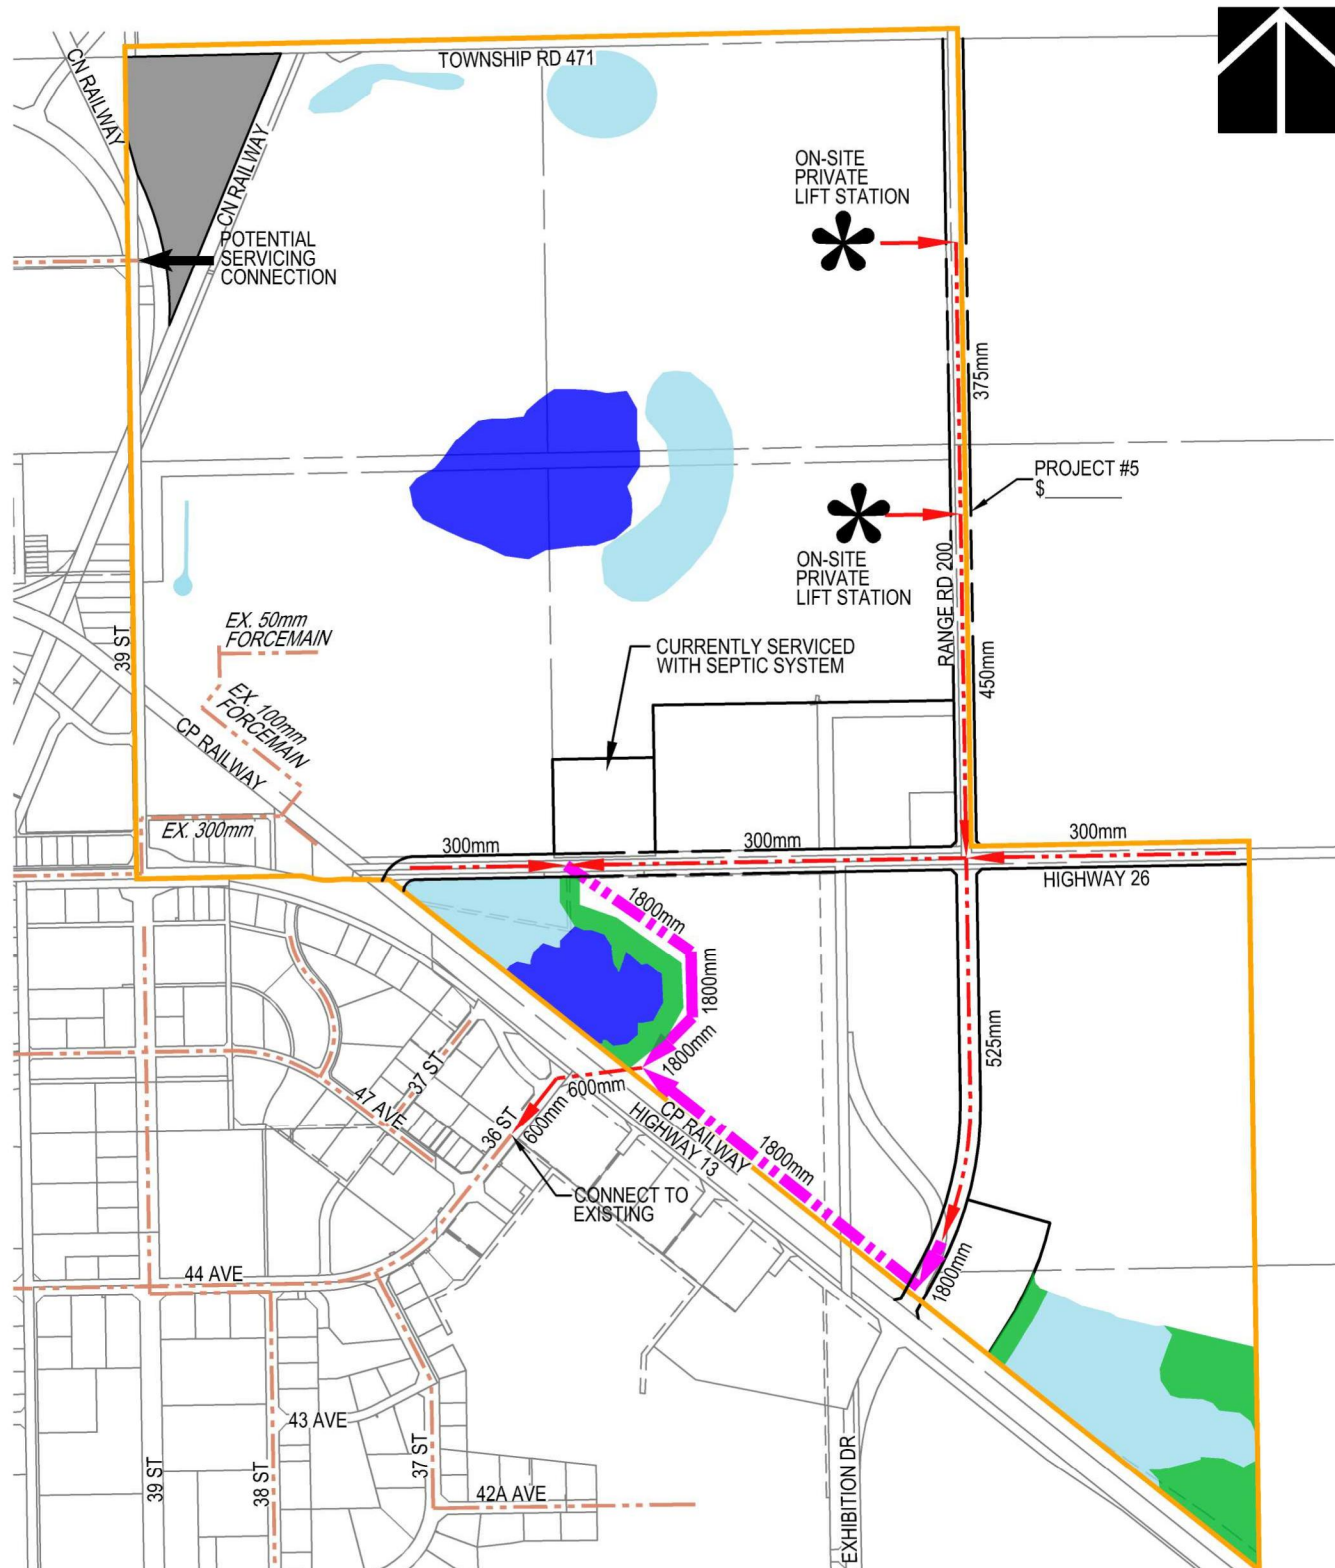 TOWNSHIP RD 471
CN RAILWAY
CN RAILWAY
ON-SITE
PRIVATE
LIFT STATION
POTENTIAL
SERVICING
CONNECTION
375mm
PROJECT #5
$________
ON-SITE
PRIVATE
LIFT STATION
RANGE RD 200
450mm
39 ST
EX. 50mm
FORCEMAIN
EX. 100mm
FORCEMAIN
CP RAILWAY
CURRENTLY SERVICED
WITH SEPTIC SYSTEM
EX. 300mm
300mm
300mm
300mm
HIGHWAY 26
1800mm
1800mm
1800mm
525mm
37 ST
47 AVE
36 ST
600mm
600mm
CP RAILWAY
HIGHWAY 13
1800mm
CONNECT TO
EXISTING
1800mm
44 AVE
43 AVE
39 ST
38 ST
37 ST
42A AVE
EXHIBITION DR